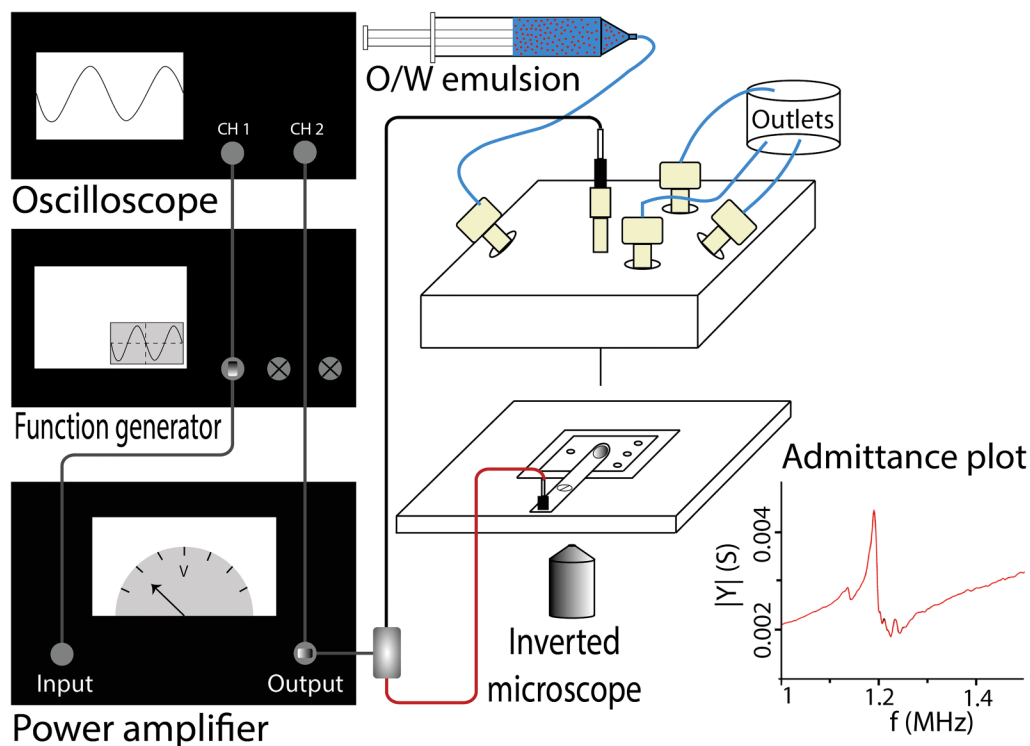 O/W emulsion
CH 1
CH 2
Outlets
Oscilloscope
Function generator
Admittance plot
V
|Y| (S)
0.004
0.002
Input
Output
Power amplifier
Inverted
microscope
1
1.2
1.4
f (MHz)